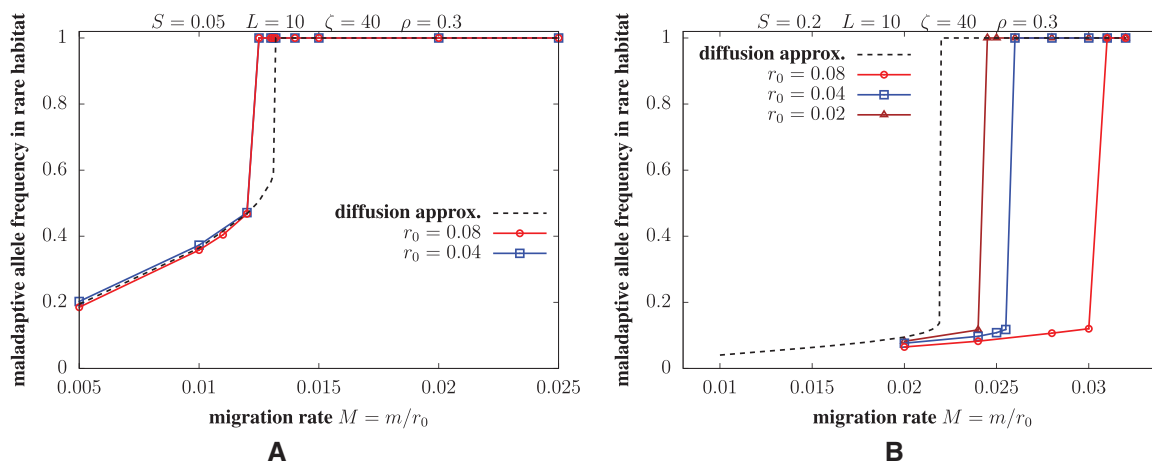 S = 0.05 L = 10 ζ = 40 ρ = 0.3
maladaptive allele frequency in rare habitat
1
0.8
0.6
0.4
0.2
0
diffusion approx.
r₀ = 0.08
r₀ = 0.04
0.005 0.01 0.015 0.02 0.025
migration rate M = m/r₀
A
S = 0.2 L = 10 ζ = 40 ρ = 0.3
maladaptive allele frequency in rare habitat
1
0.8
0.6
0.4
0.2
0
diffusion approx.
r₀ = 0.08
r₀ = 0.04
r₀ = 0.02
0.01 0.015 0.02 0.025 0.03
migration rate M = m/r₀
B